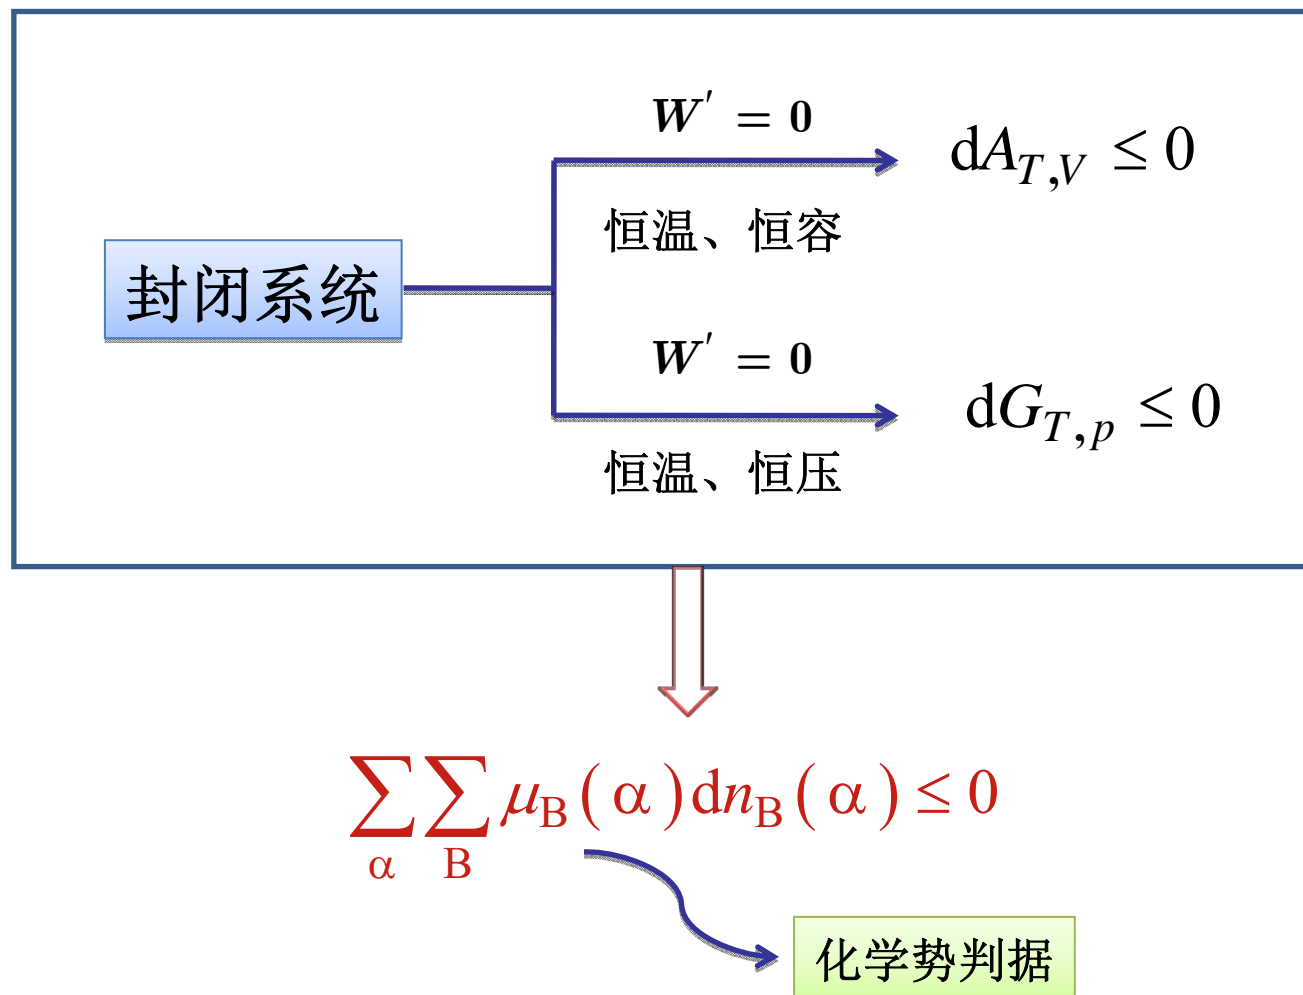 W′ = 0
dA_{T,V} ≤ 0
恒温、恒容
封闭系统
W′ = 0
dG_{T,p} ≤ 0
恒温、恒压
∑_α ∑_B μ_B(α)dn_B(α) ≤ 0
化学势判据